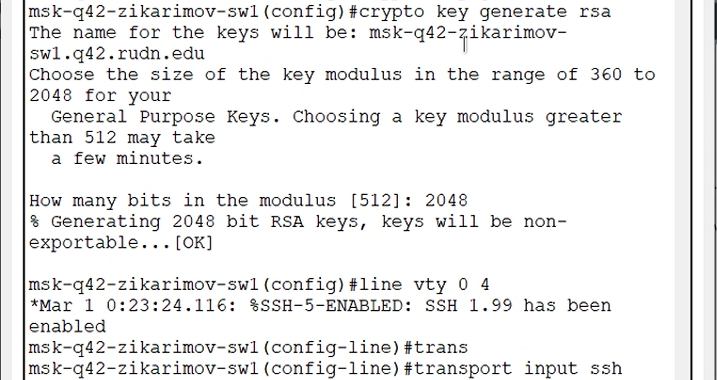 msk-q42-zikarimov-sw1(config)#crypto key generate rsa
The name for the keys will be: msk-q42-zikarimov-
sw1.q42.rudn.edu
Choose the size of the key modulus in the range of 360 to
2048 for your
  General Purpose Keys. Choosing a key modulus greater
than 512 may take
  a few minutes.

How many bits in the modulus [512]: 2048
% Generating 2048 bit RSA keys, keys will be non-
exportable...[OK]

msk-q42-zikarimov-sw1(config)#line vty 0 4
*Mar 1 0:23:24.116: %SSH-5-ENABLED: SSH 1.99 has been
enabled
msk-q42-zikarimov-sw1(config-line)#trans
msk-q42-zikarimov-sw1(config-line)#transport input ssh